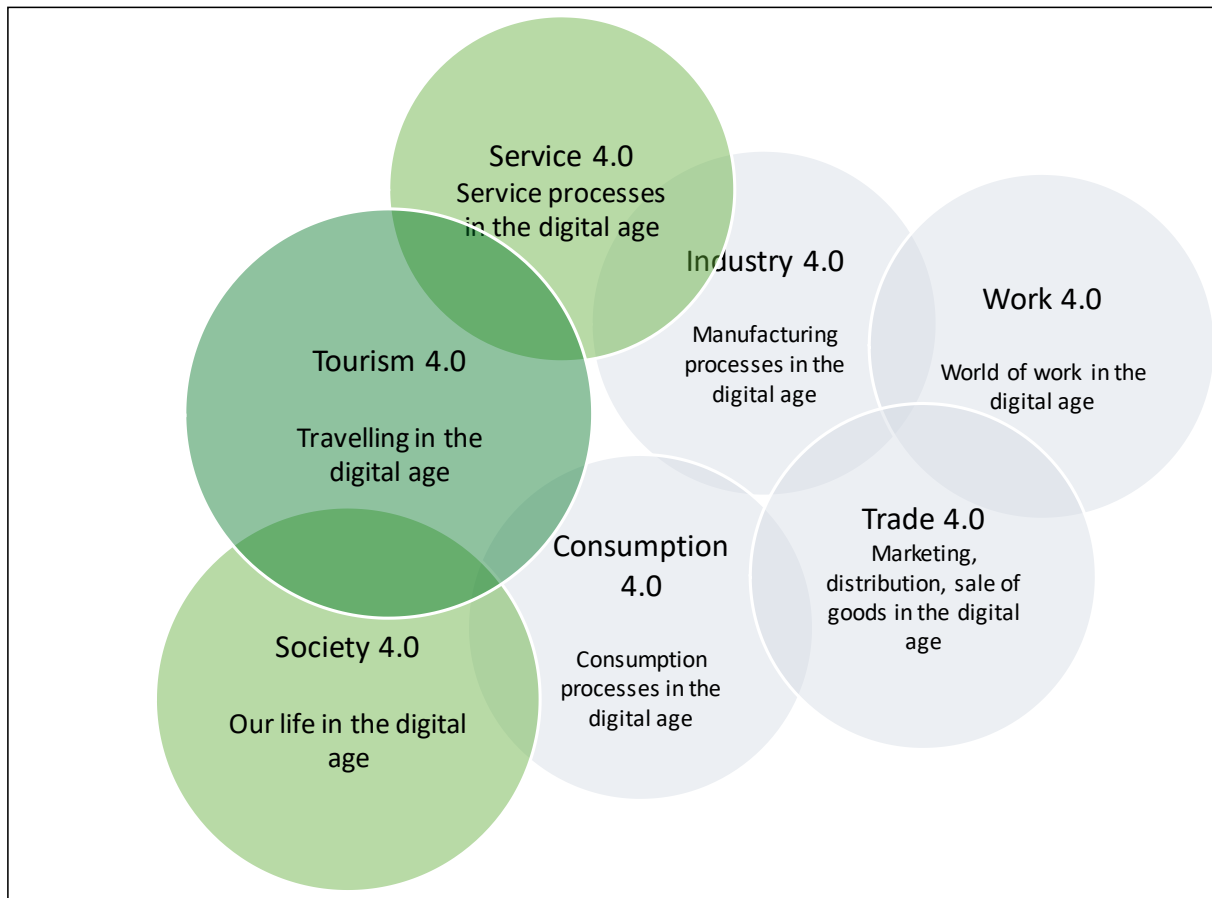 Service 4.0
Service processes
in the digital age
Industry 4.0
Manufacturing
processes in the
digital age
Work 4.0
World of work in the
digital age
Tourism 4.0
Travelling in the
digital age
Consumption
4.0
Consumption
processes in the
digital age
Trade 4.0
Marketing,
distribution, sale of
goods in the digital
age
Society 4.0
Our life in the digital
age